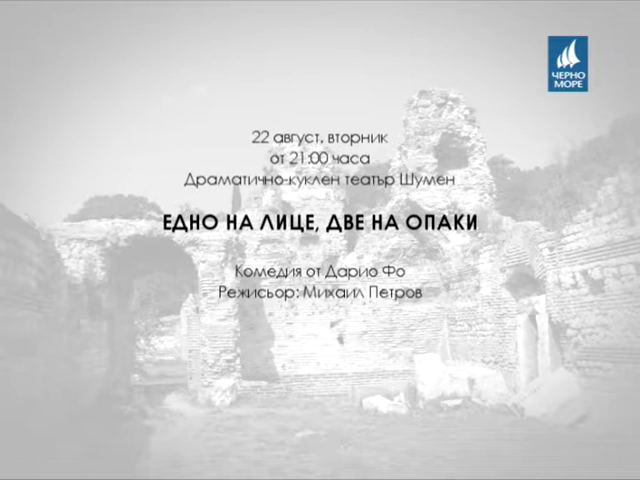 ЧЕРНО
МОРЕ
22 август, вторник
от 21:00 часа
Драматично-куклен театър Шумен
ЕДНО НА ЛИЦЕ, ДВЕ НА ОПАКИ
Комедия от Дарио Фо
Режисьор: Михаил Петров